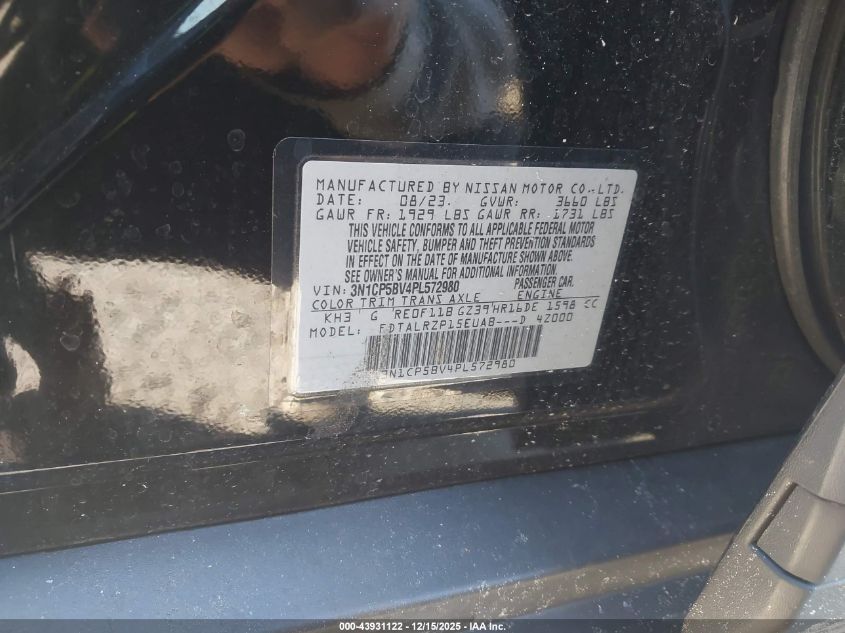 MANUFACTURED BY NISSAN MOTOR CO.,LTD.
DATE: 08/23. GVWR: 3660 LBS
GAWR FR: 1929 LBS GAWR RR: 1731 LBS
THIS VEHICLE CONFORMS TO ALL APPLICABLE FEDERAL MOTOR
VEHICLE SAFETY, BUMPER AND THEFT PREVENTION STANDARDS
IN EFFECT ON THE DATE OF MANUFACTURE SHOWN ABOVE.
SEE OWNER'S MANUAL FOR ADDITIONAL INFORMATION.
VIN: 3N1CP5BV4PL572980 PASSENGER CAR.
COLOR TRIM TRANS AXLE ENGINE
KH3 G RE0F11B GZ39 HR16DE 1598 CC
MODEL: FDTALRZP15EUAB---D 4Z000
3N1CP5BV4PL572980
000-43931122 - 12/15/2025 - IAA Inc.